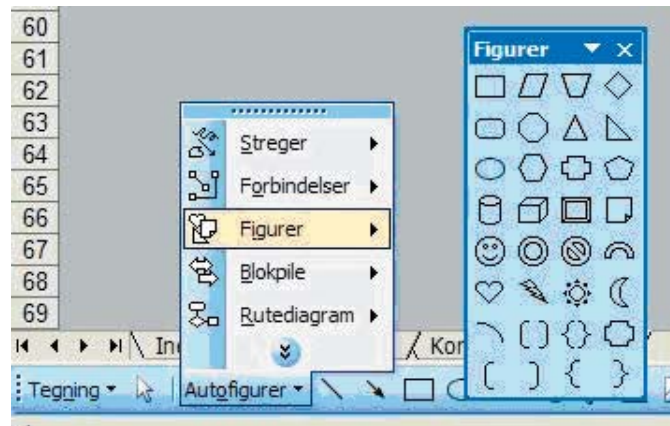 60
61
62
63
64
65
66
67
68
69
Figurer
Streger
Forbindelser
Figurer
Blokpile
Rutediagram
Tegning
Autofigurer